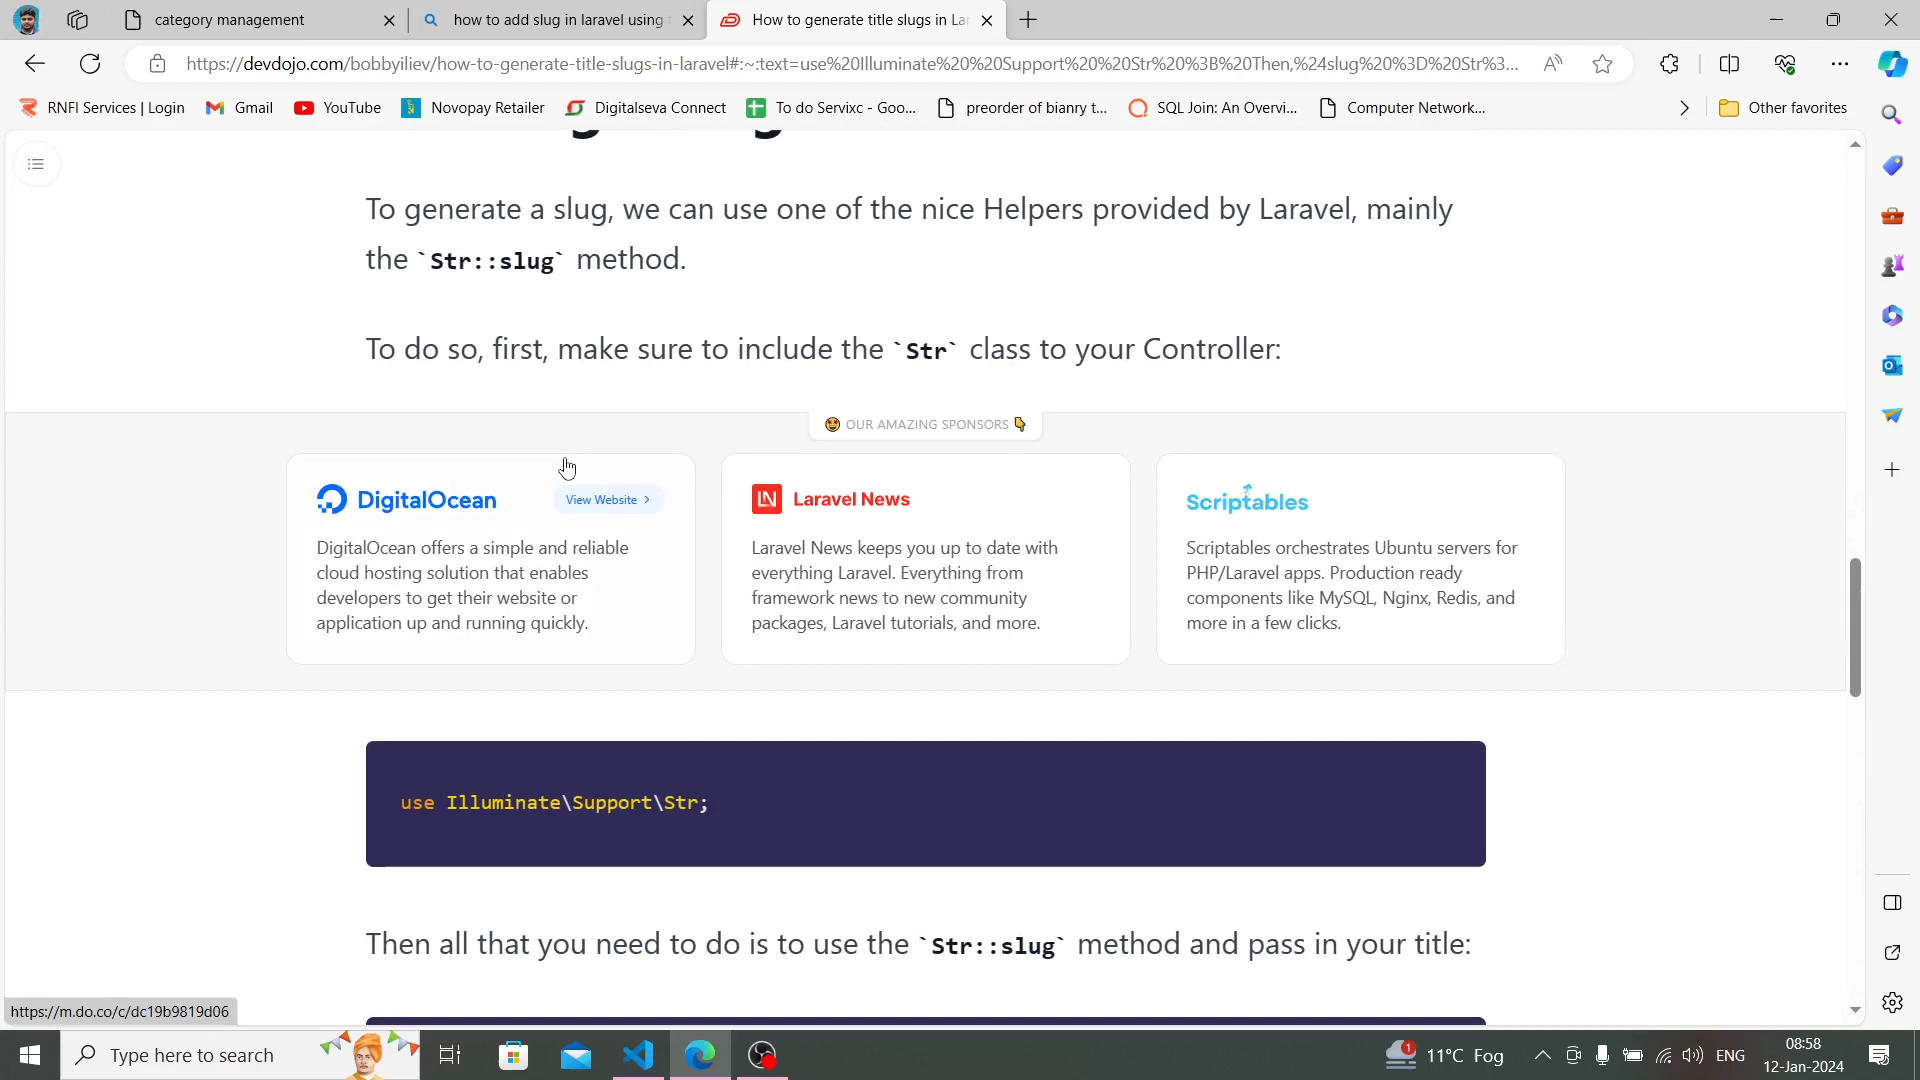 category management
how to add slug in laravel using
How to generate title slugs in La
https://devdojo.com/bobbyiliev/how-to-generate-title-slugs-in-laravel#:~:text=use%20Illuminate%20%20Support%20%20Str%20%3B%20Then,%24slug%20%3D%20Str%3...
RNFI Services | Login
Gmail
YouTube
Novopay Retailer
Digitalseva Connect
To do Servixc - Goo...
preorder of bianry t...
SQL Join: An Overvi...
Computer Network...
Other favorites
To generate a slug, we can use one of the nice Helpers provided by Laravel, mainly
the `Str::slug` method.
To do so, first, make sure to include the `Str` class to your Controller:
🤩 OUR AMAZING SPONSORS 👇
DigitalOcean
View Website >
DigitalOcean offers a simple and reliable
cloud hosting solution that enables
developers to get their website or
application up and running quickly.
LN Laravel News
Laravel News keeps you up to date with
everything Laravel. Everything from
framework news to new community
packages, Laravel tutorials, and more.
Scriptables
Scriptables orchestrates Ubuntu servers for
PHP/Laravel apps. Production ready
components like MySQL, Nginx, Redis, and
more in a few clicks.
use Illuminate\Support\Str;
Then all that you need to do is to use the `Str::slug` method and pass in your title:
https://m.do.co/c/dc19b9819d06
Type here to search
1
11°C Fog
ENG
08:58
12-Jan-2024